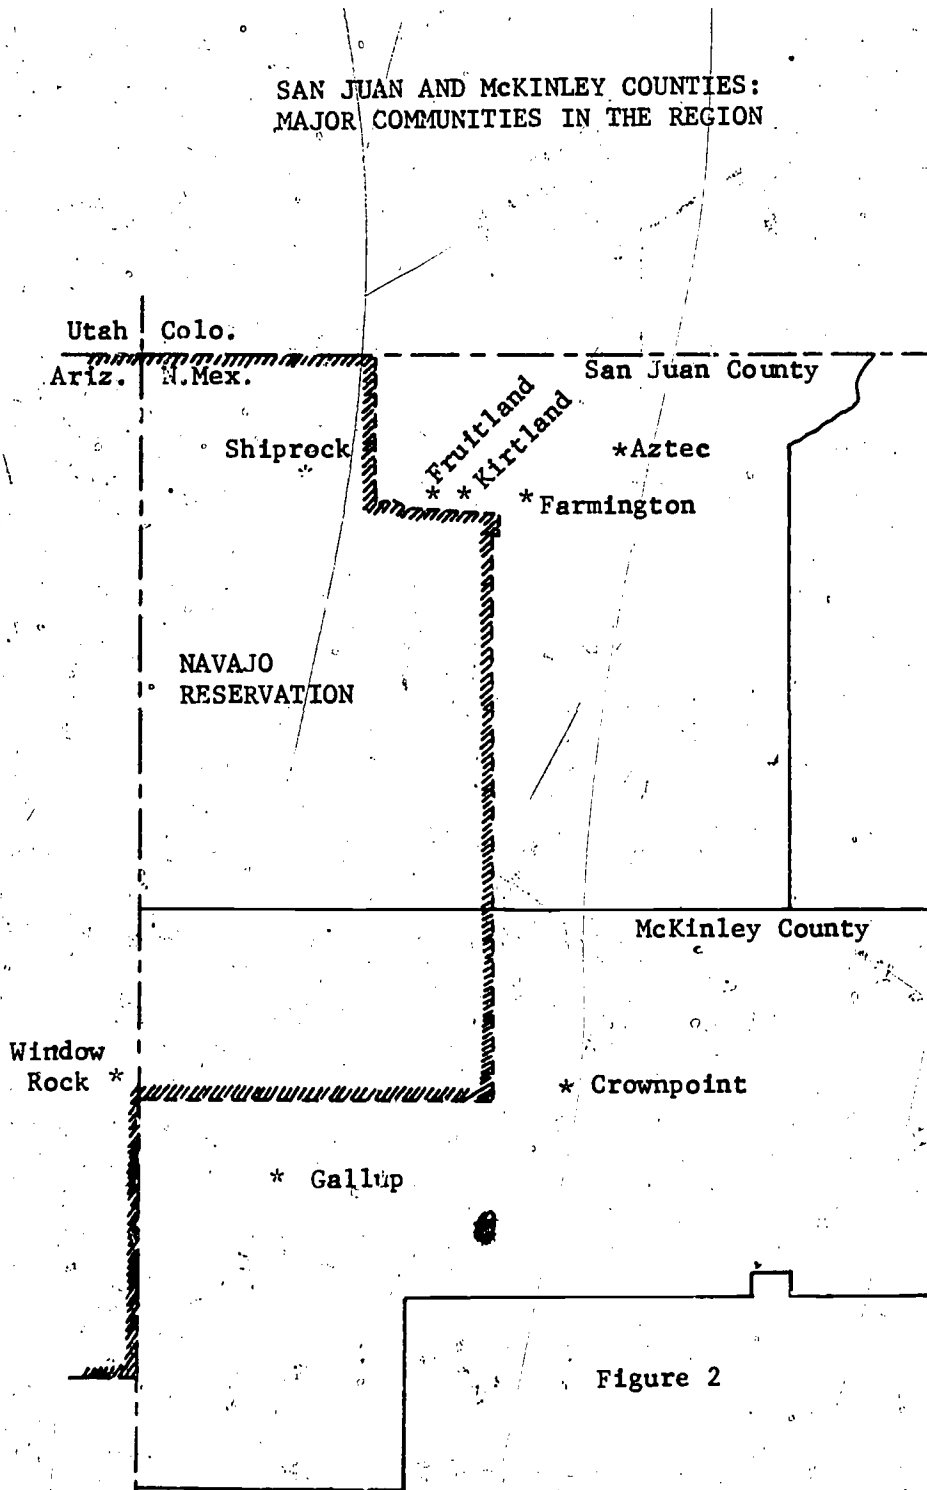 SAN JUAN AND McKINLEY COUNTIES:
MAJOR COMMUNITIES IN THE REGION
Utah Colo.
Ariz. N.Mex.
San Juan County
Fruitland
Kirtland
Shiprock
*Aztec
* * *Farmington
NAVAJO
RESERVATION
McKinley County
Window
Rock *
* Crownpoint
* Gallup
Figure 2